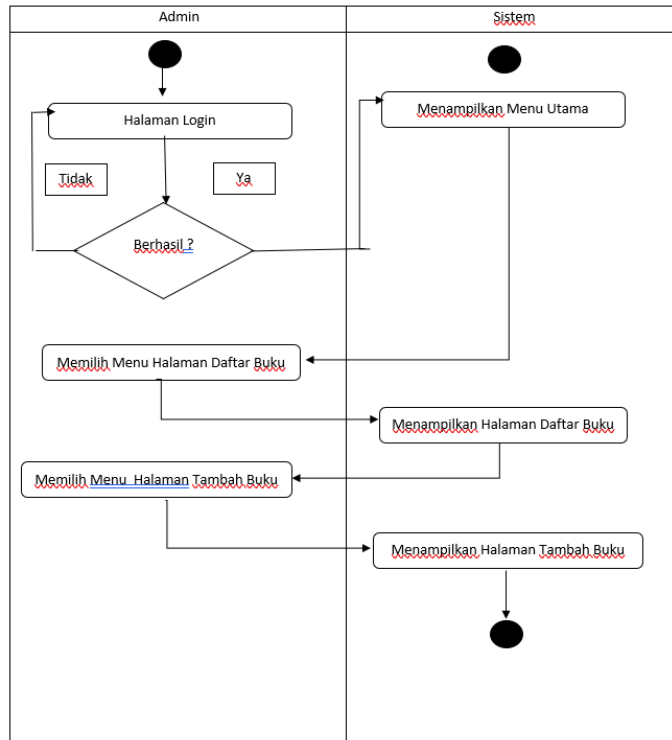 Admin
Sistem
Halaman Login
Menampilkan Menu Utama
Tidak
Ya
Berhasil ?
Memilih Menu Halaman Daftar Buku
Menampilkan Halaman Daftar Buku
Memilih Menu Halaman Tambah Buku
Menampilkan Halaman Tambah Buku